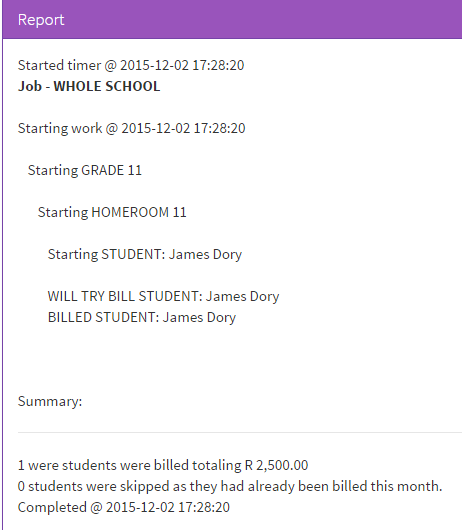 Report
Started timer @ 2015-12-02 17:28:20
Job - WHOLE SCHOOL
Starting work @ 2015-12-02 17:28:20
Starting GRADE 11
Starting HOMEROOM 11
Starting STUDENT: James Dory
WILL TRY BILL STUDENT: James Dory
BILLED STUDENT: James Dory
Summary:
1 were students were billed totaling R 2,500.00
0 students were skipped as they had already been billed this month.
Completed @ 2015-12-02 17:28:20